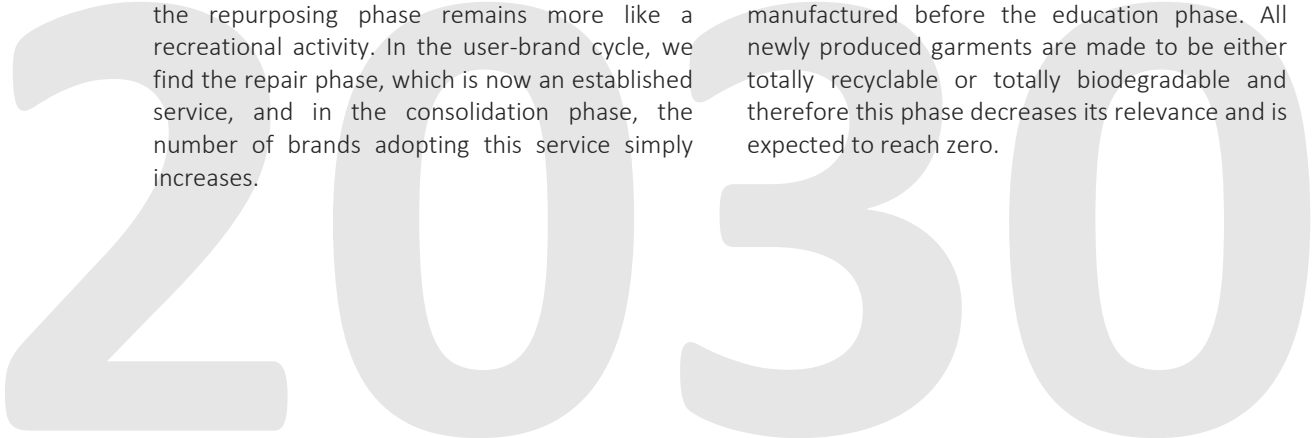 the repurposing phase remains more like a
recreational activity. In the user-brand cycle, we
find the repair phase, which is now an established
service, and in the consolidation phase, the
number of brands adopting this service simply
increases.
manufactured before the education phase. All
newly produced garments are made to be either
totally recyclable or totally biodegradable and
therefore this phase decreases its relevance and is
expected to reach zero.
2030